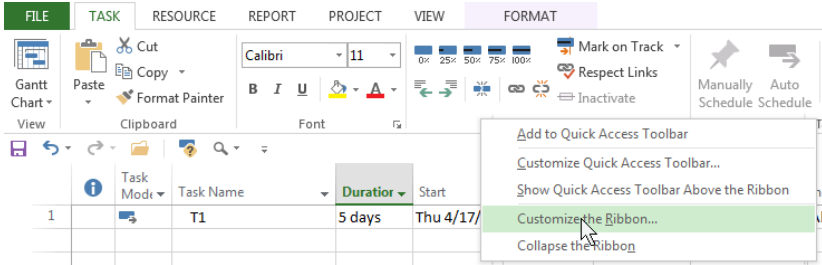 FILE TASK RESOURCE REPORT PROJECT VIEW FORMAT
Cut
Copy
Format Painter
Paste
Gantt
Chart
View
Clipboard
Calibri 11
B I U A
Font
0% 25% 50% 75% 100%
Mark on Track
Respect Links
Inactivate
Manually
Schedule
Auto
Schedule
Add to Quick Access Toolbar
Customize Quick Access Toolbar...
Show Quick Access Toolbar Above the Ribbon
Customize the Ribbon...
Collapse the Ribbon
Task
Mode
Task Name
Duration
Start
1 T1 5 days Thu 4/17/